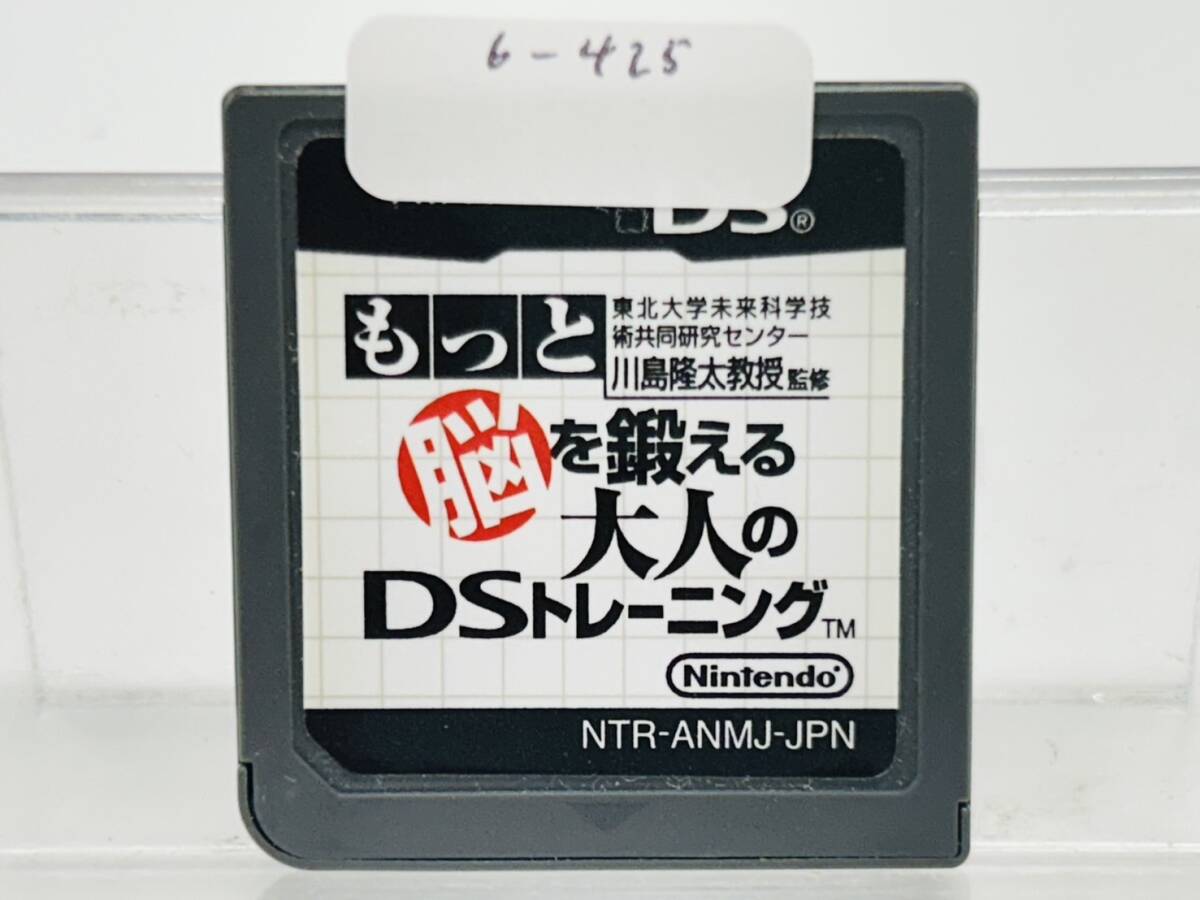 6-425
DS®
もっと
東北大学未来科学技
術共同研究センター
川島隆太教授監修
脳を鍛える
大人の
DSトレーニング™
Nintendo®
NTR-ANMJ-JPN